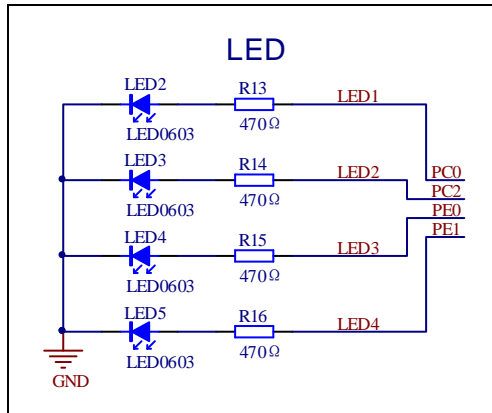 LED
LED2 R13 LED1
LED0603 470Ω
PC0
LED3 R14 LED2
PC2
LED0603 470Ω
PE0
LED4 R15 LED3
PE1
LED0603 470Ω
LED5 R16 LED4
LED0603 470Ω
GND